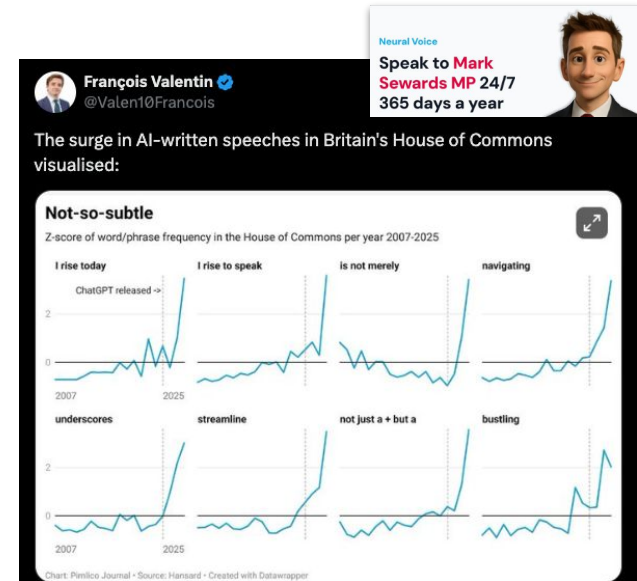 Neural Voice
Speak to Mark
Sewards MP 24/7
365 days a year
François Valentin
@Valen10Francois
The surge in AI-written speeches in Britain's House of Commons
visualised:
Not-so-subtle
Z-score of word/phrase frequency in the House of Commons per year 2007-2025
I rise today
I rise to speak
is not merely
navigating
ChatGPT released ->
2
0
2007
2025
underscores
streamline
not just a + but a
bustling
2
0
2007
2025
Chart: Pimlico Journal • Source: Hansard • Created with Datawrapper